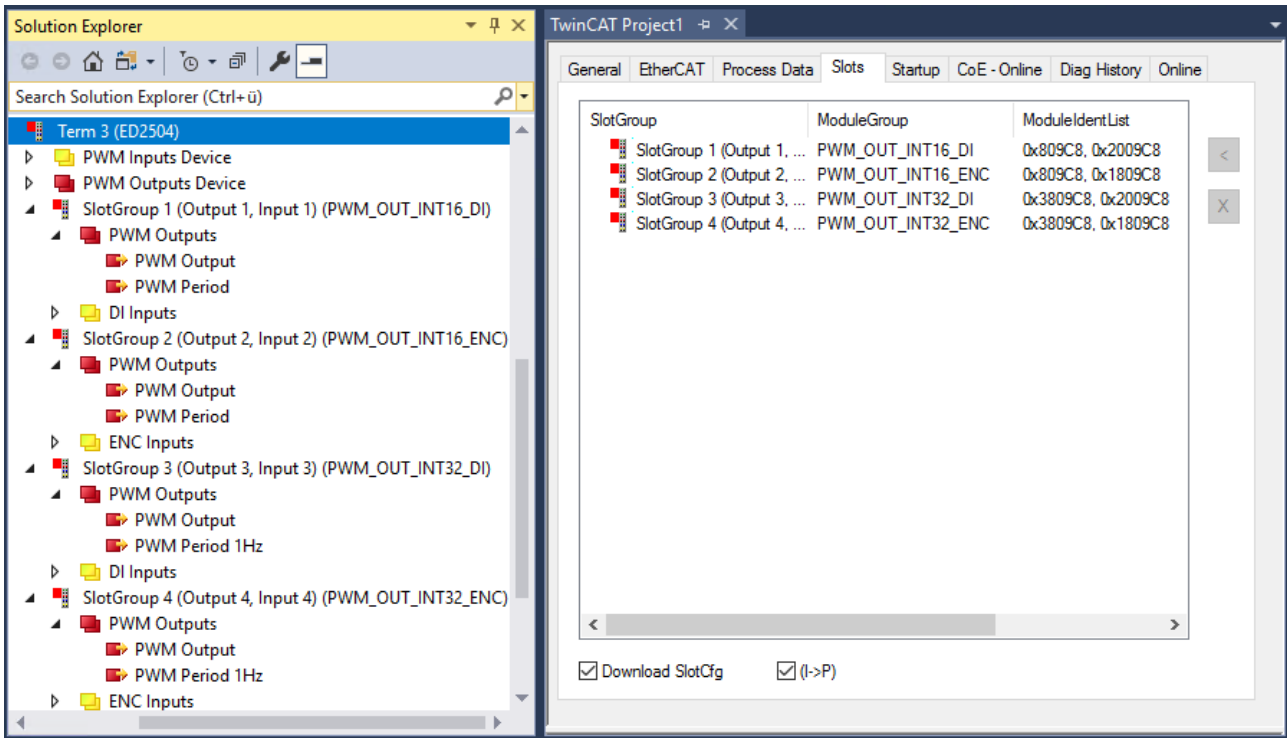 Solution Explorer
Search Solution Explorer (Ctrl+ü)
Term 3 (ED2504)
PWM Inputs Device
PWM Outputs Device
SlotGroup 1 (Output 1, Input 1) (PWM_OUT_INT16_DI)
PWM Outputs
PWM Output
PWM Period
DI Inputs
SlotGroup 2 (Output 2, Input 2) (PWM_OUT_INT16_ENC)
PWM Outputs
PWM Output
PWM Period
ENC Inputs
SlotGroup 3 (Output 3, Input 3) (PWM_OUT_INT32_DI)
PWM Outputs
PWM Output
PWM Period 1Hz
DI Inputs
SlotGroup 4 (Output 4, Input 4) (PWM_OUT_INT32_ENC)
PWM Outputs
PWM Output
PWM Period 1Hz
ENC Inputs
TwinCAT Project1
General EtherCAT Process Data Slots Startup CoE - Online Diag History Online
SlotGroup ModuleGroup ModuleIdentList
SlotGroup 1 (Output 1, ... PWM_OUT_INT16_DI 0x809C8, 0x2009C8
SlotGroup 2 (Output 2, ... PWM_OUT_INT16_ENC 0x809C8, 0x1809C8
SlotGroup 3 (Output 3, ... PWM_OUT_INT32_DI 0x3809C8, 0x2009C8
SlotGroup 4 (Output 4, ... PWM_OUT_INT32_ENC 0x3809C8, 0x1809C8
<
X
Download SlotCfg (I->P)